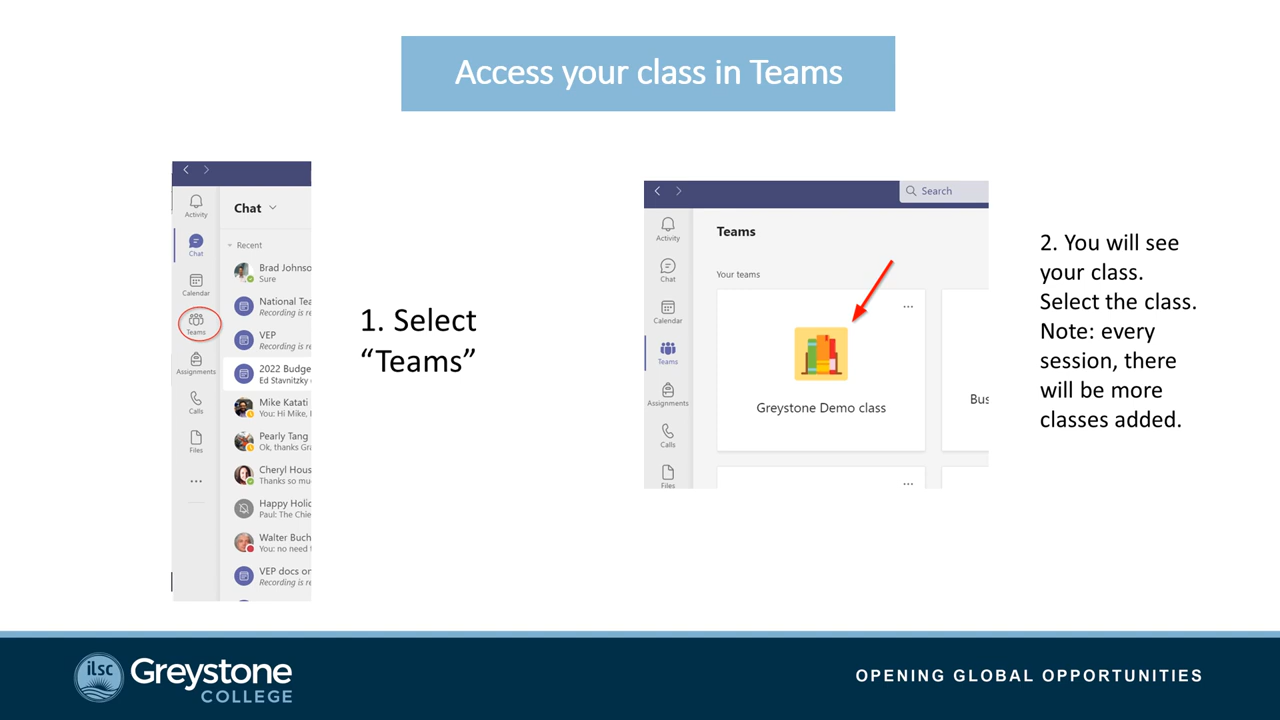 Access your class in Teams
Activity
Chat
Calendar
Teams
Assignments
Calls
Files
...
Chat
Recent
Brad Johnso
Sure
National Tea
Recording is re
VEP
Recording is re
2022 Budge
Ed Stavnitzky (
Mike Katati
You: Hi Mike, I
Pearly Tang
Ok, thanks Gra
Cheryl Hous
Thanks so mu
Happy Holid
Paul: The Chie
Walter Buch
You: no need t
VEP docs on
Recording is re
1. Select
“Teams”
Search
Activity
Chat
Calendar
Teams
Assignments
Calls
Files
Teams
Your teams
...
Greystone Demo class
Bus
...
2. You will see
your class.
Select the class.
Note: every
session, there
will be more
classes added.
ilsc
Greystone
COLLEGE
OPENING GLOBAL OPPORTUNITIES